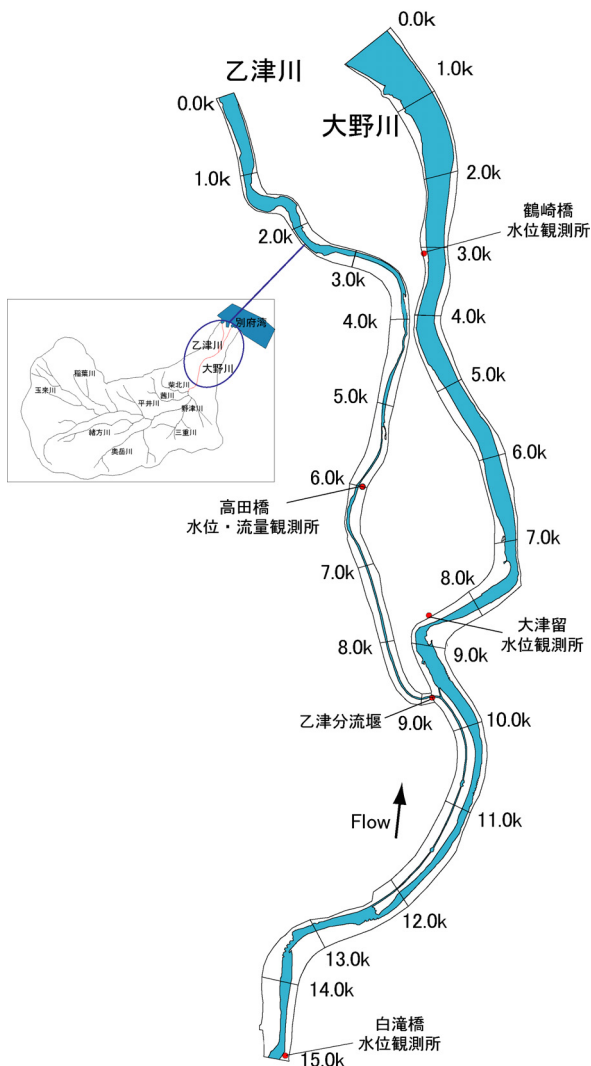 0.0k
乙津川
1.0k
0.0k
大野川
1.0k
2.0k
鶴崎橋
水位観測所
2.0k
3.0k
3.0k
別府湾
乙津川
4.0k
4.0k
大野川
稲葉川
玉来川
柴北川
茜川
平井川
野津川
緒方川
三重川
奥岳川
5.0k
5.0k
6.0k
6.0k
高田橋
水位・流量観測所
7.0k
7.0k
8.0k
大津留
水位観測所
8.0k
9.0k
乙津分流堰
9.0k
10.0k
Flow
11.0k
12.0k
13.0k
14.0k
白滝橋
水位観測所
15.0k